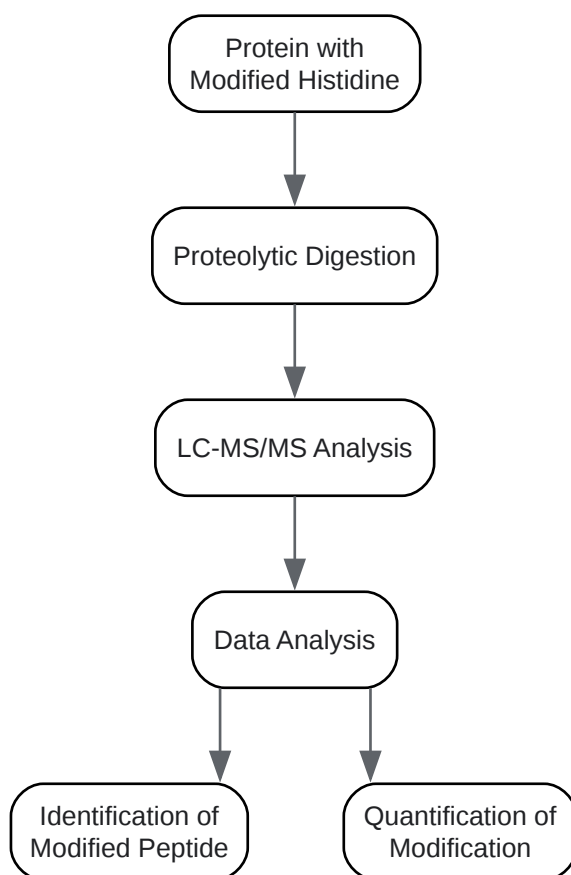 Protein with
Modified Histidine
Proteolytic Digestion
LC-MS/MS Analysis
Data Analysis
Identification of
Modified Peptide
Quantification of
Modification